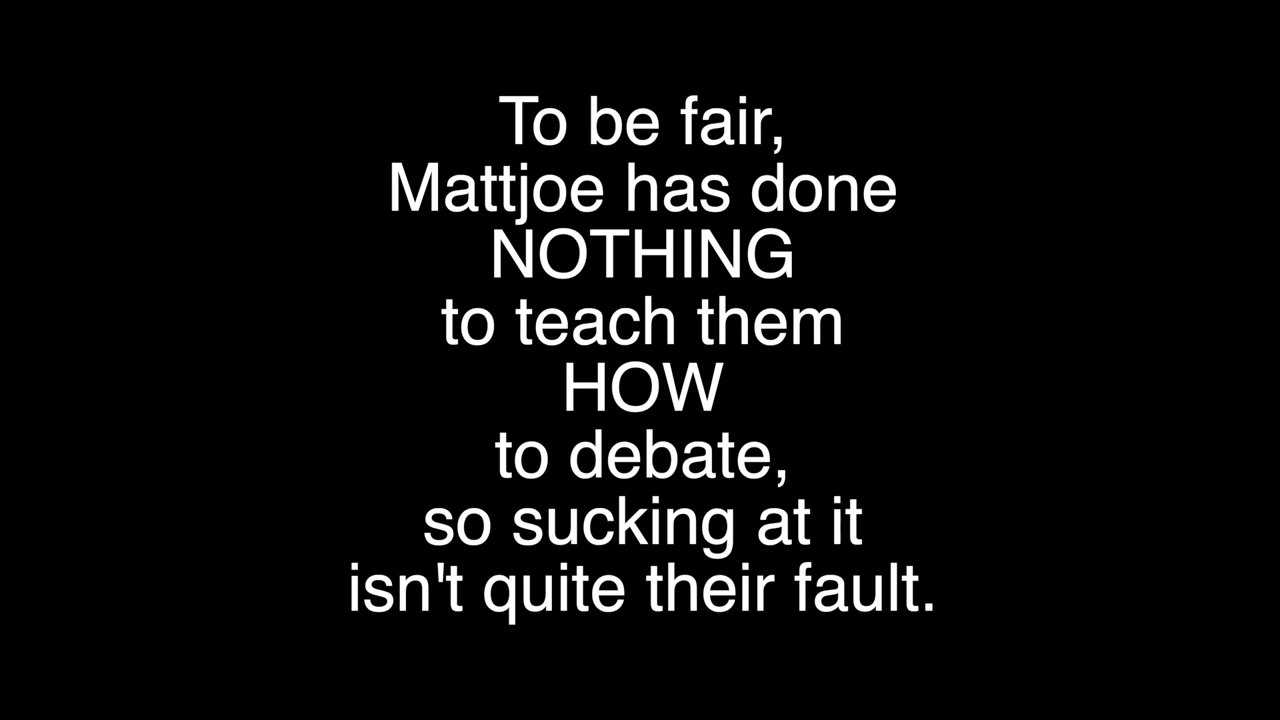 To be fair,
Mattjoe has done
NOTHING
to teach them
HOW
to debate,
so sucking at it
isn't quite their fault.